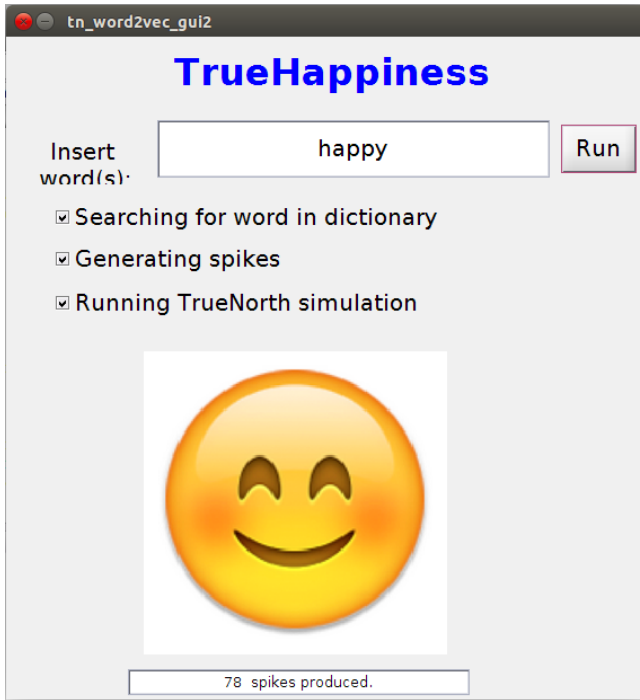 tn_word2vec_gui2
TrueHappiness
Insert
word(s):
happy
Run
Searching for word in dictionary
Generating spikes
Running TrueNorth simulation
78 spikes produced.